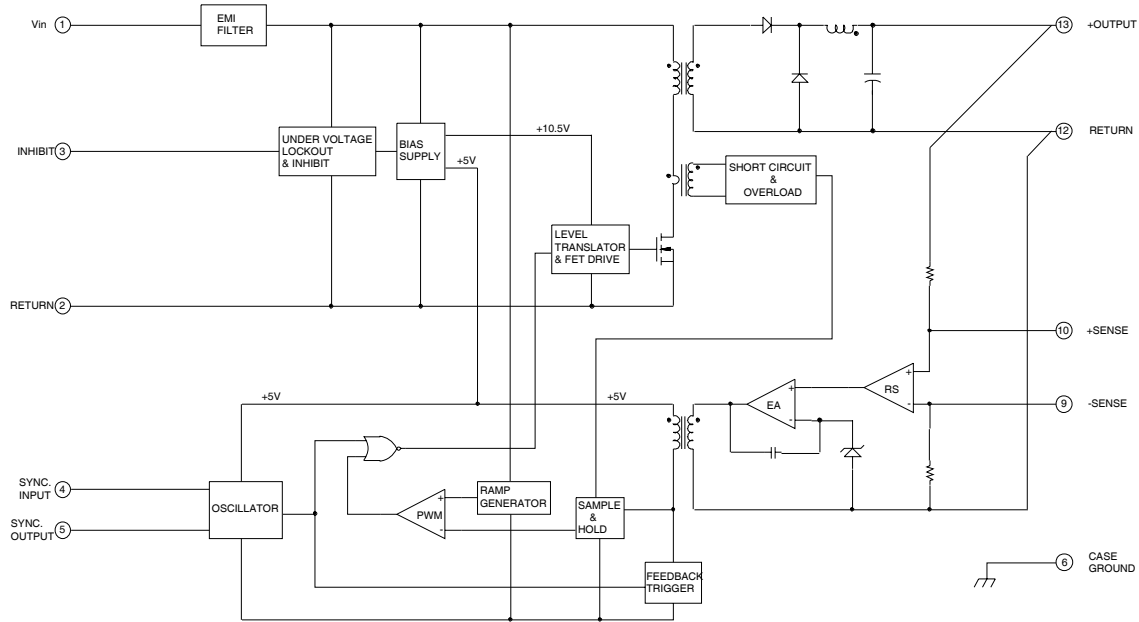 EMI
FILTER
Vin 1
13 +OUTPUT
12 RETURN
UNDER VOLTAGE
LOCKOUT
& INHIBIT
BIAS
SUPPLY
+10.5V
+5V
INHIBIT 3
SHORT CIRCUIT
&
OVERLOAD
LEVEL
TRANSLATOR
& FET DRIVE
RETURN 2
10 +SENSE
+
RS
-
+5V
+5V
+
EA
-
9 -SENSE
SYNC.
INPUT 4
SYNC.
OUTPUT 5
OSCILLATOR
+
PWM
-
RAMP
GENERATOR
SAMPLE
&
HOLD
FEEDBACK
TRIGGER
6 CASE
GROUND